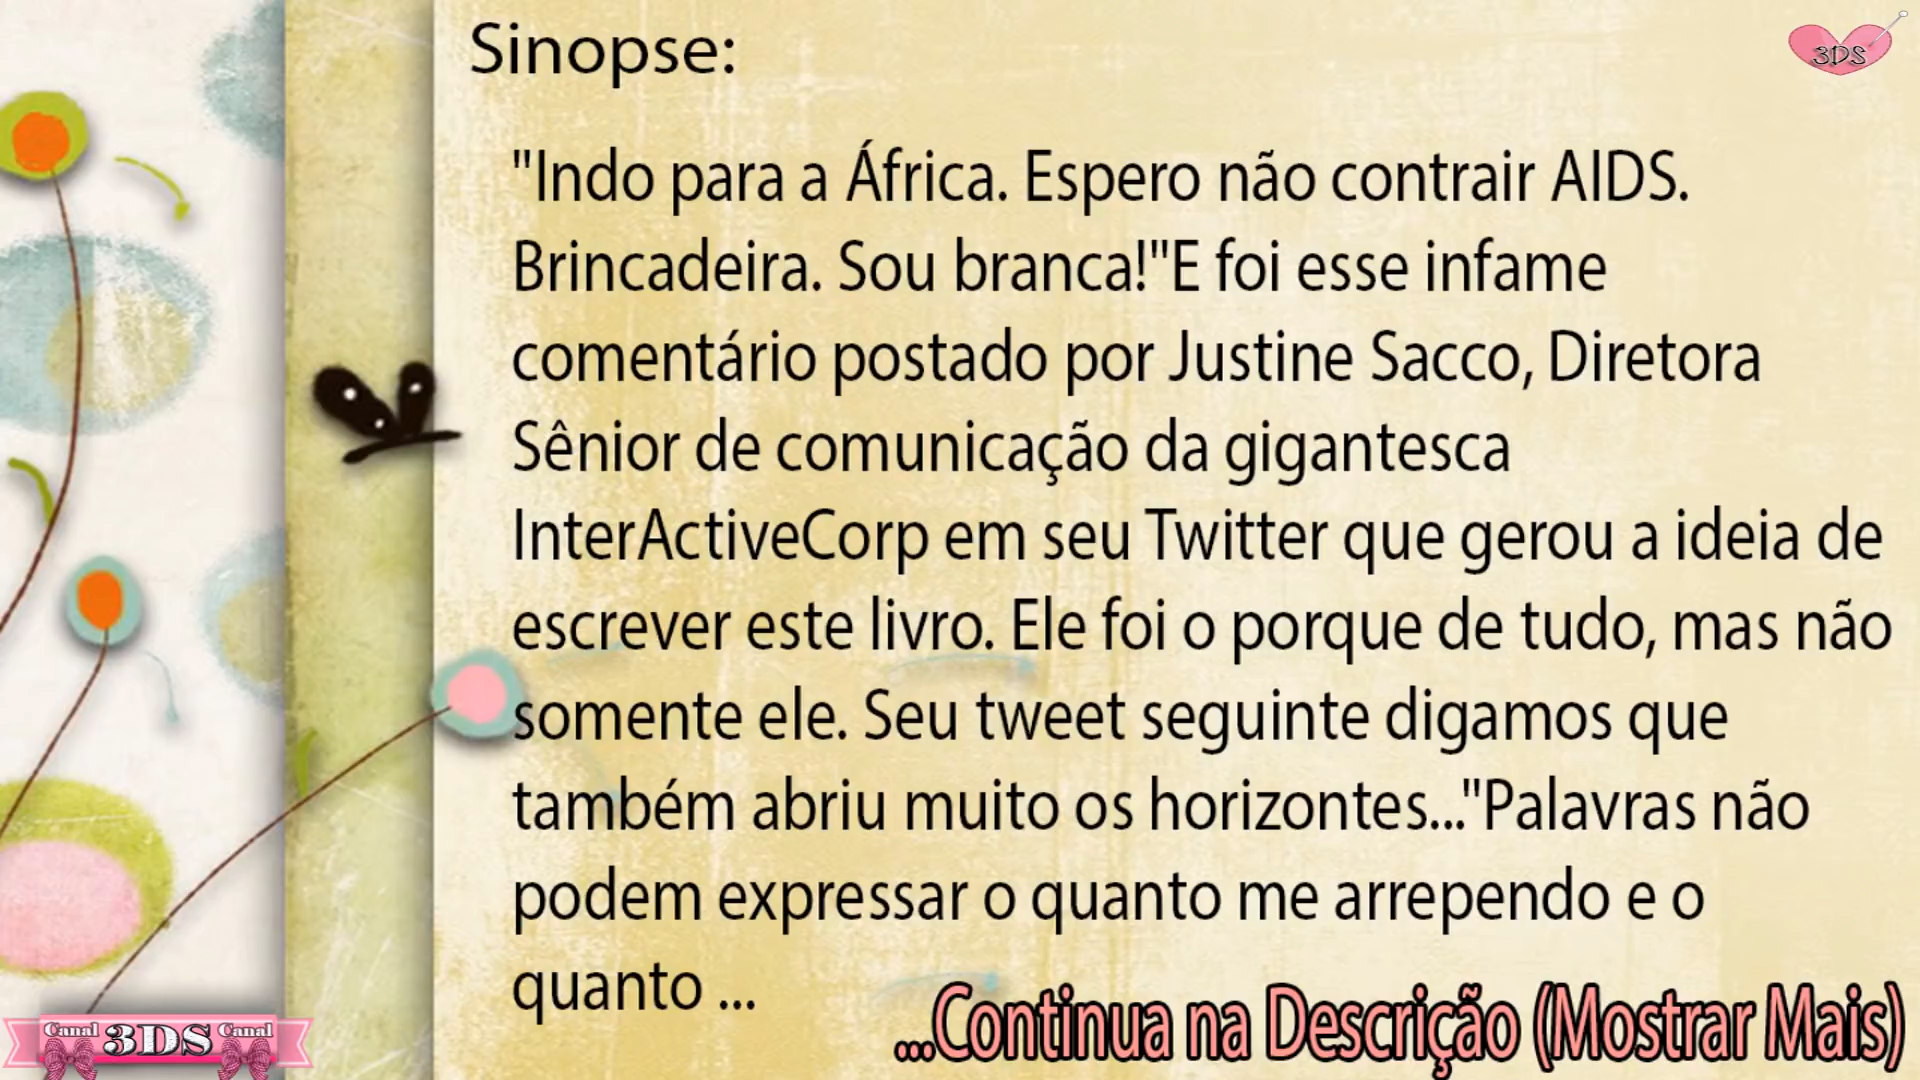 Sinopse:
3DS
"Indo para a África. Espero não contrair AIDS.
Brincadeira. Sou branca!"E foi esse infame
comentário postado por Justine Sacco, Diretora
Sênior de comunicação da gigantesca
InterActiveCorp em seu Twitter que gerou a ideia de
escrever este livro. Ele foi o porque de tudo, mas não
somente ele. Seu tweet seguinte digamos que
também abriu muito os horizontes..."Palavras não
podem expressar o quanto me arrependo e o
quanto ...
...Continua na Descrição (Mostrar Mais)
Canal 3DS Canal